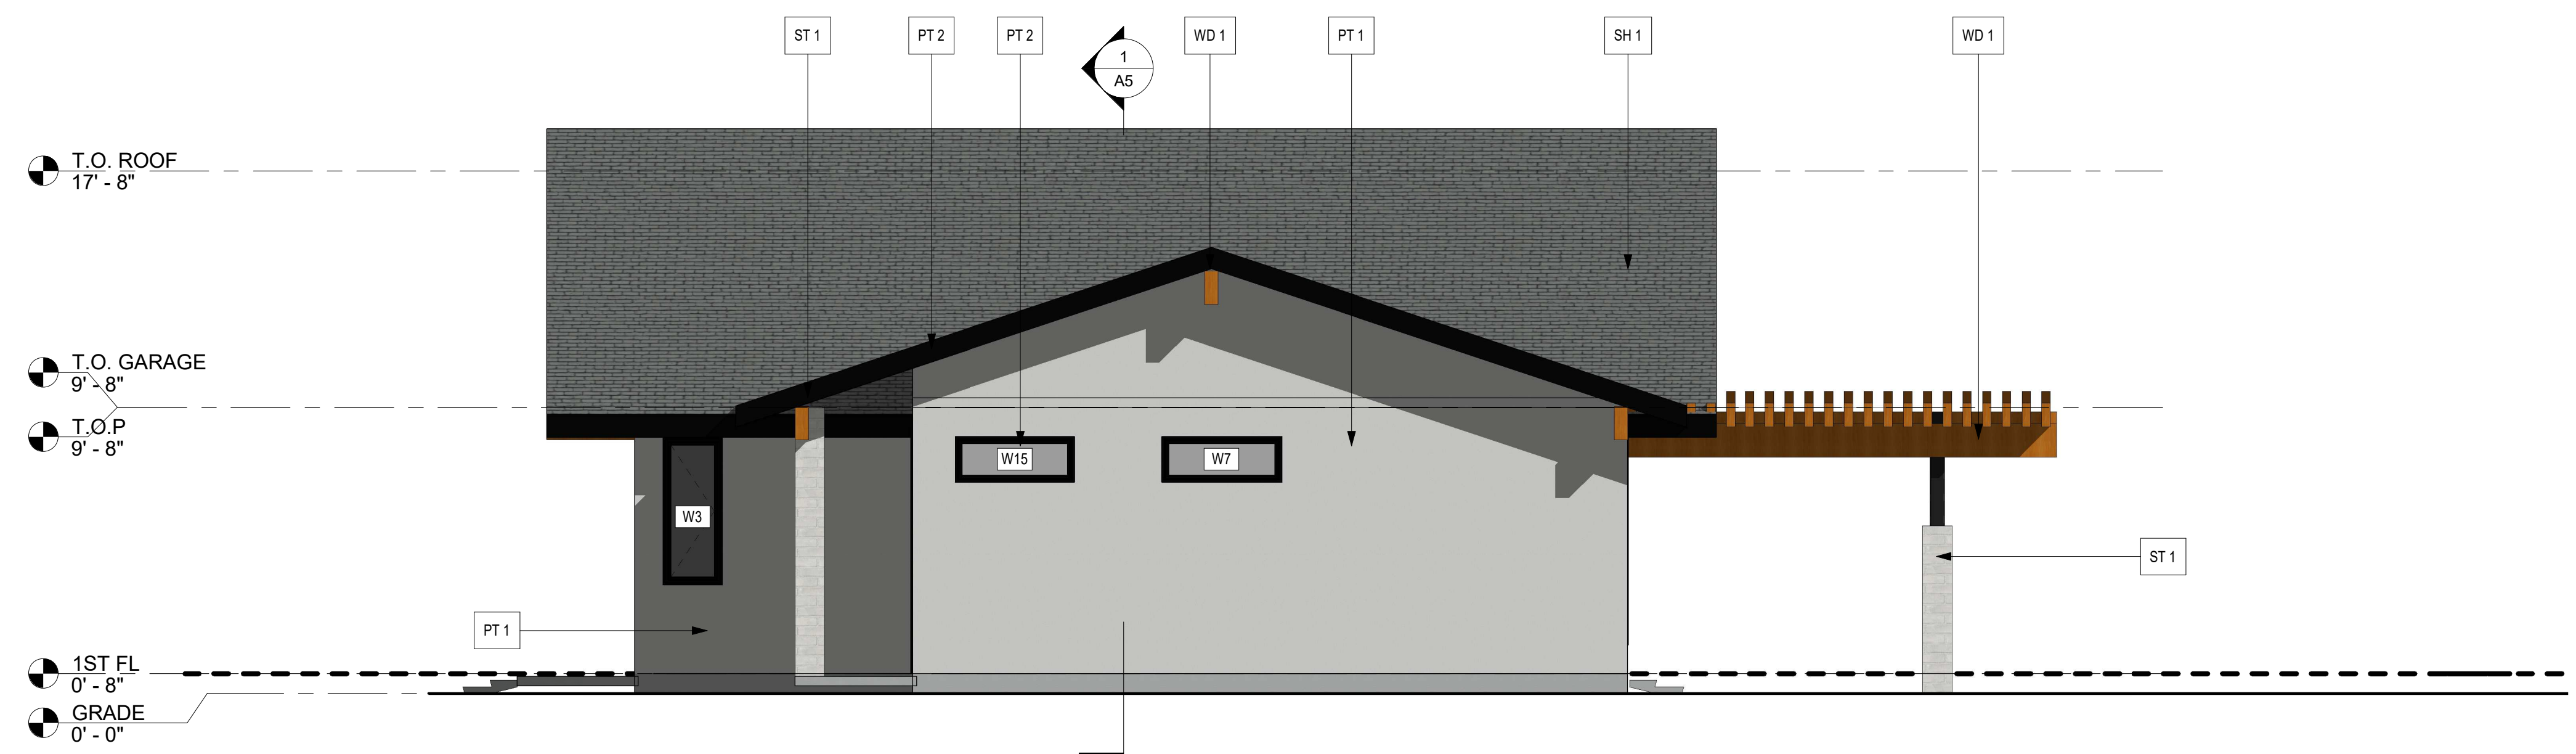 ST 1
PT 2
PT 2
1
A5
WD 1
PT 1
SH 1
WD 1
T.O. ROOF
17' - 8"
T.O. GARAGE
9' - 8"
T.O.P
9' - 8"
W15
W7
W3
ST 1
PT 1
1ST FL
0' - 8"
GRADE
0' - 0"